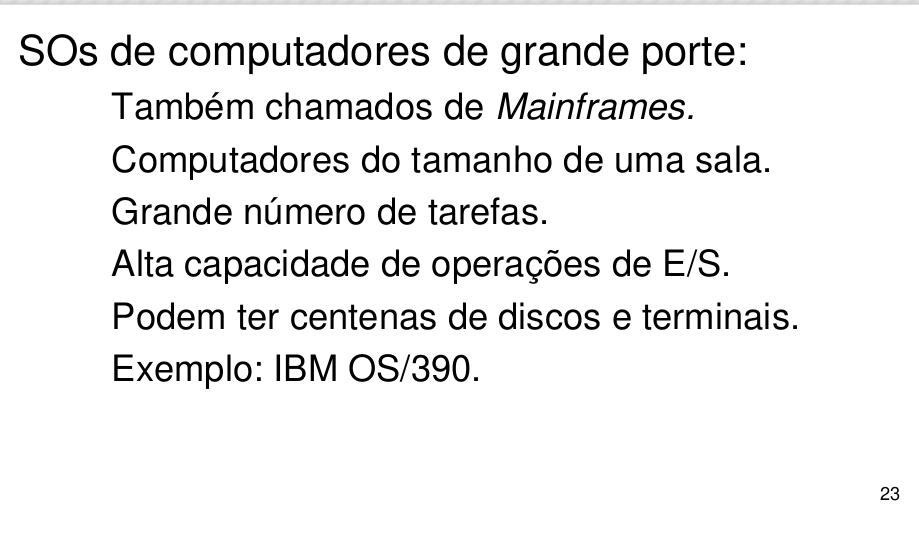 SOs de computadores de grande porte:
Também chamados de Mainframes.
Computadores do tamanho de uma sala.
Grande número de tarefas.
Alta capacidade de operações de E/S.
Podem ter centenas de discos e terminais.
Exemplo: IBM OS/390.
23